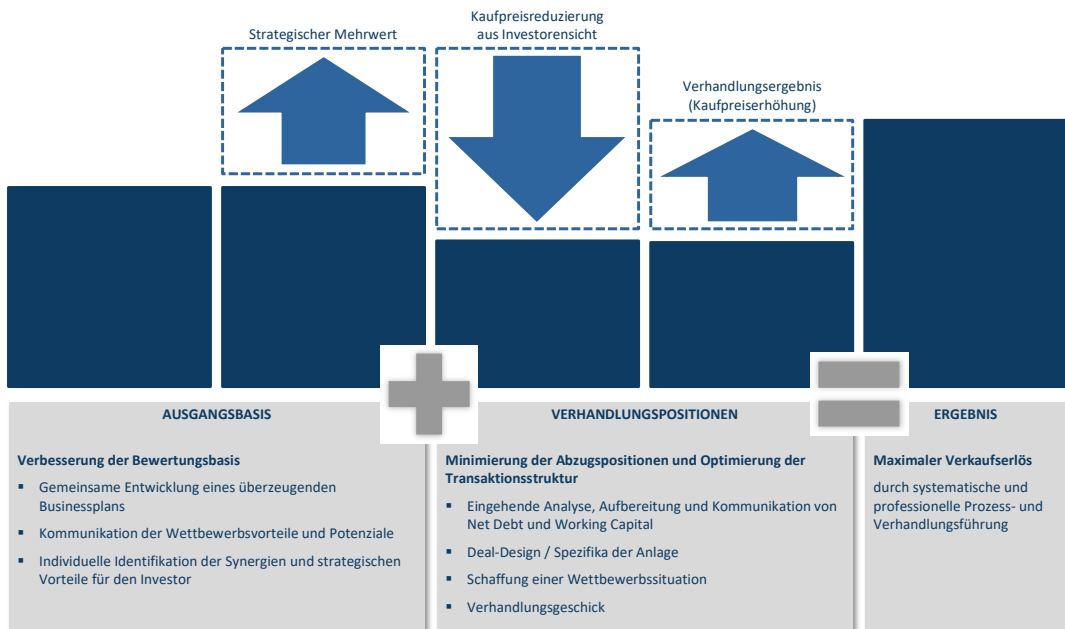 Strategischer Mehrwert
Kaufpreisreduzierung
aus Investorensicht
Verhandlungsergebnis
(Kaufpreiserhöhung)
AUSGANGSBASIS
Verbesserung der Bewertungsbasis
▪ Gemeinsame Entwicklung eines überzeugenden
Businessplans
▪ Kommunikation der Wettbewerbsvorteile und Potenziale
▪ Individuelle Identifikation der Synergien und strategischen
Vorteile für den Investor
VERHANDLUNGSPOSITIONEN
Minimierung der Abzugspositionen und Optimierung der
Transaktionsstruktur
▪ Eingehende Analyse, Aufbereitung und Kommunikation von
Net Debt und Working Capital
▪ Deal-Design / Spezifika der Anlage
▪ Schaffung einer Wettbewerbssituation
▪ Verhandlungsgeschick
ERGEBNIS
Maximaler Verkaufserlös
durch systematische und
professionelle Prozess- und
Verhandlungsführung